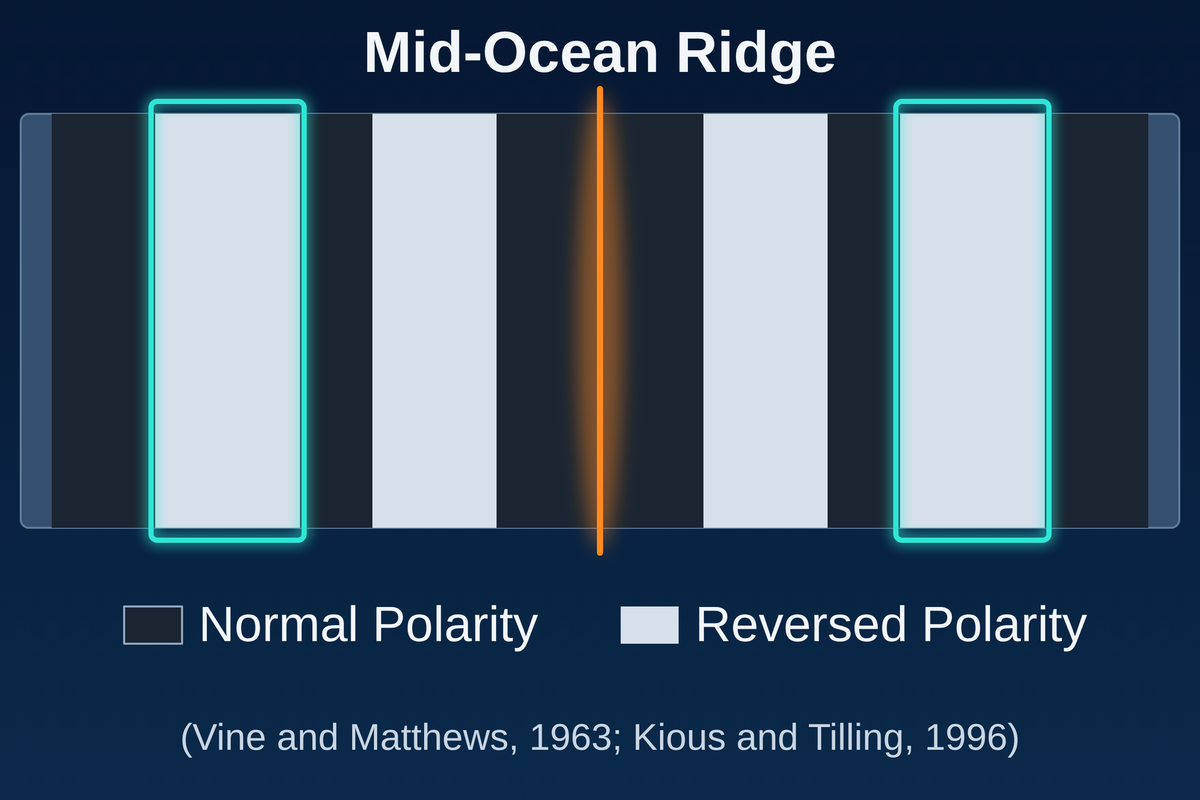 Mid-Ocean Ridge
Normal Polarity
Reversed Polarity
(Vine and Matthews, 1963; Kious and Tilling, 1996)